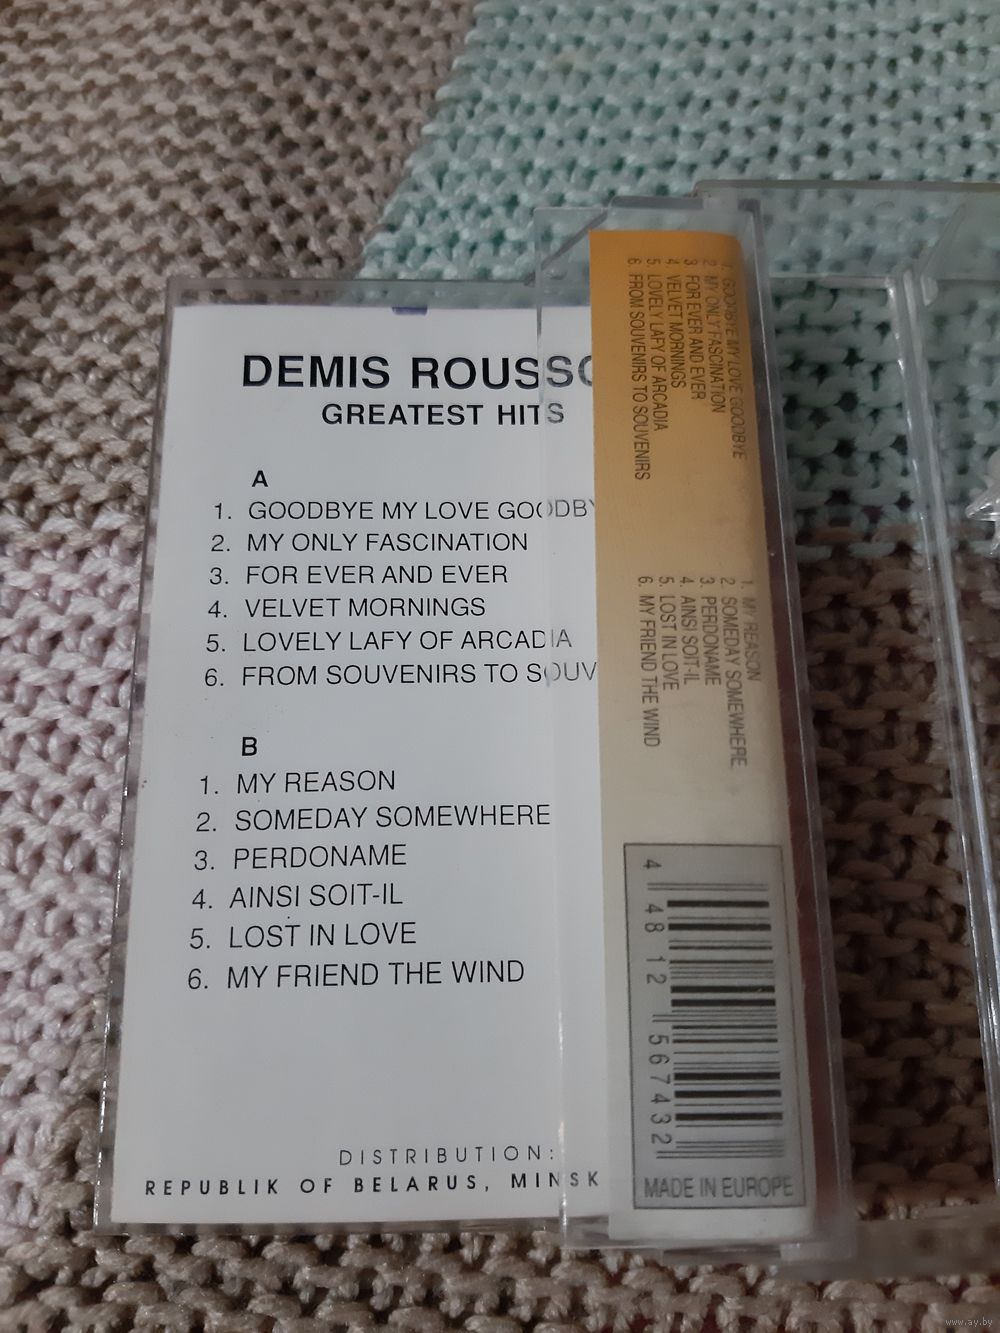 DEMIS ROUSSO
GREATEST HITS
A
1. GOODBYE MY LOVE GOODBY
2. MY ONLY FASCINATION
3. FOR EVER AND EVER
4. VELVET MORNINGS
5. LOVELY LAFY OF ARCADIA
6. FROM SOUVENIRS TO SOUV
B
1. MY REASON
2. SOMEDAY SOMEWHERE
3. PERDONAME
4. AINSI SOIT-IL
5. LOST IN LOVE
6. MY FRIEND THE WIND
DISTRIBUTION:
REPUBLIK OF BELARUS, MINSK
1. GOODBYE MY LOVE GOODBYE
2. MY ONLY FASCINATION
3. FOR EVER AND EVER
4. VELVET MORNINGS
5. LOVELY LAFY OF ARCADIA
6. FROM SOUVENIRS TO SOUVENIRS
1. MY REASON
2. SOMEDAY SOMEWHERE
3. PERDONAME
4. AINSI SOIT-IL
5. LOST IN LOVE
6. MY FRIEND THE WIND
4 48 12 567432
MADE IN EUROPE
www.ay.by